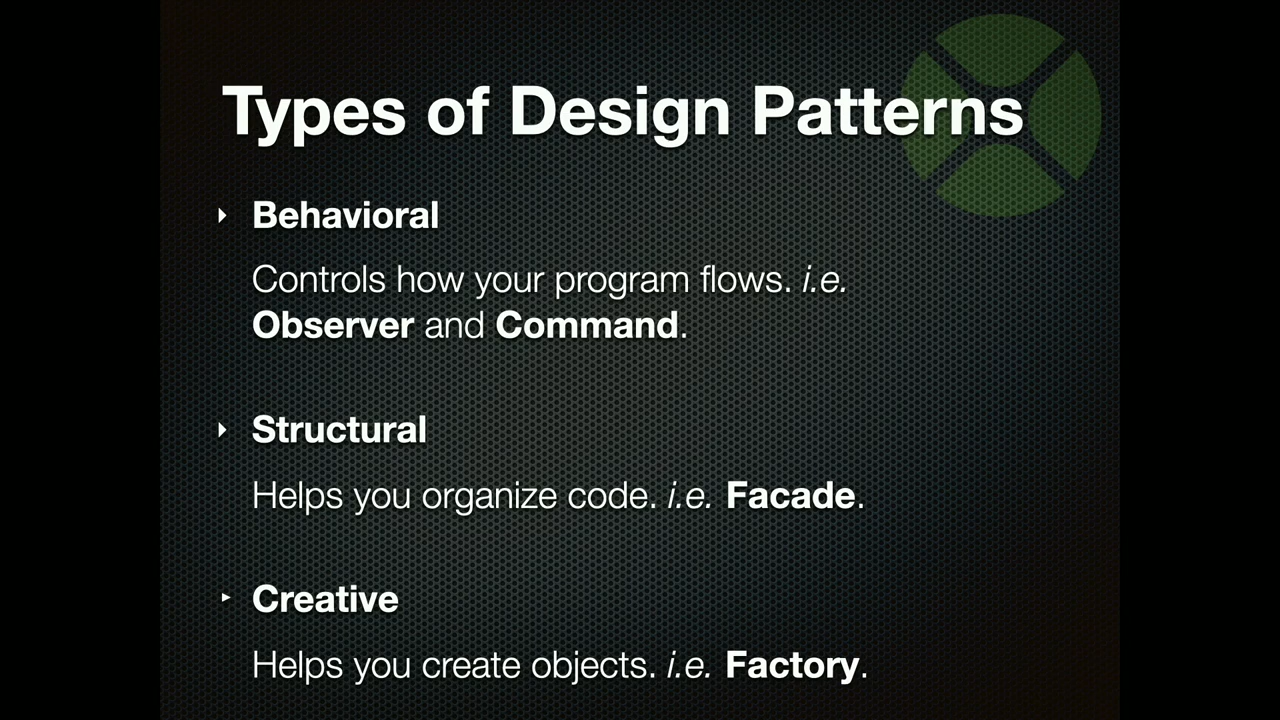 Types of Design Patterns
Behavioral
Controls how your program flows. i.e.
Observer and Command.
Structural
Helps you organize code. i.e. Facade.
Creative
Helps you create objects. i.e. Factory.